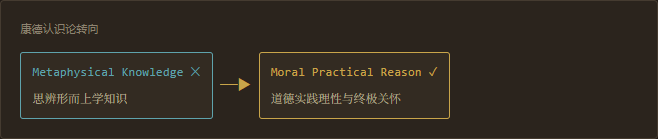 康德认识论转向
Metaphysical Knowledge ✕
思辨形而上学知识
Moral Practical Reason ✓
道德实践理性与终极关怀